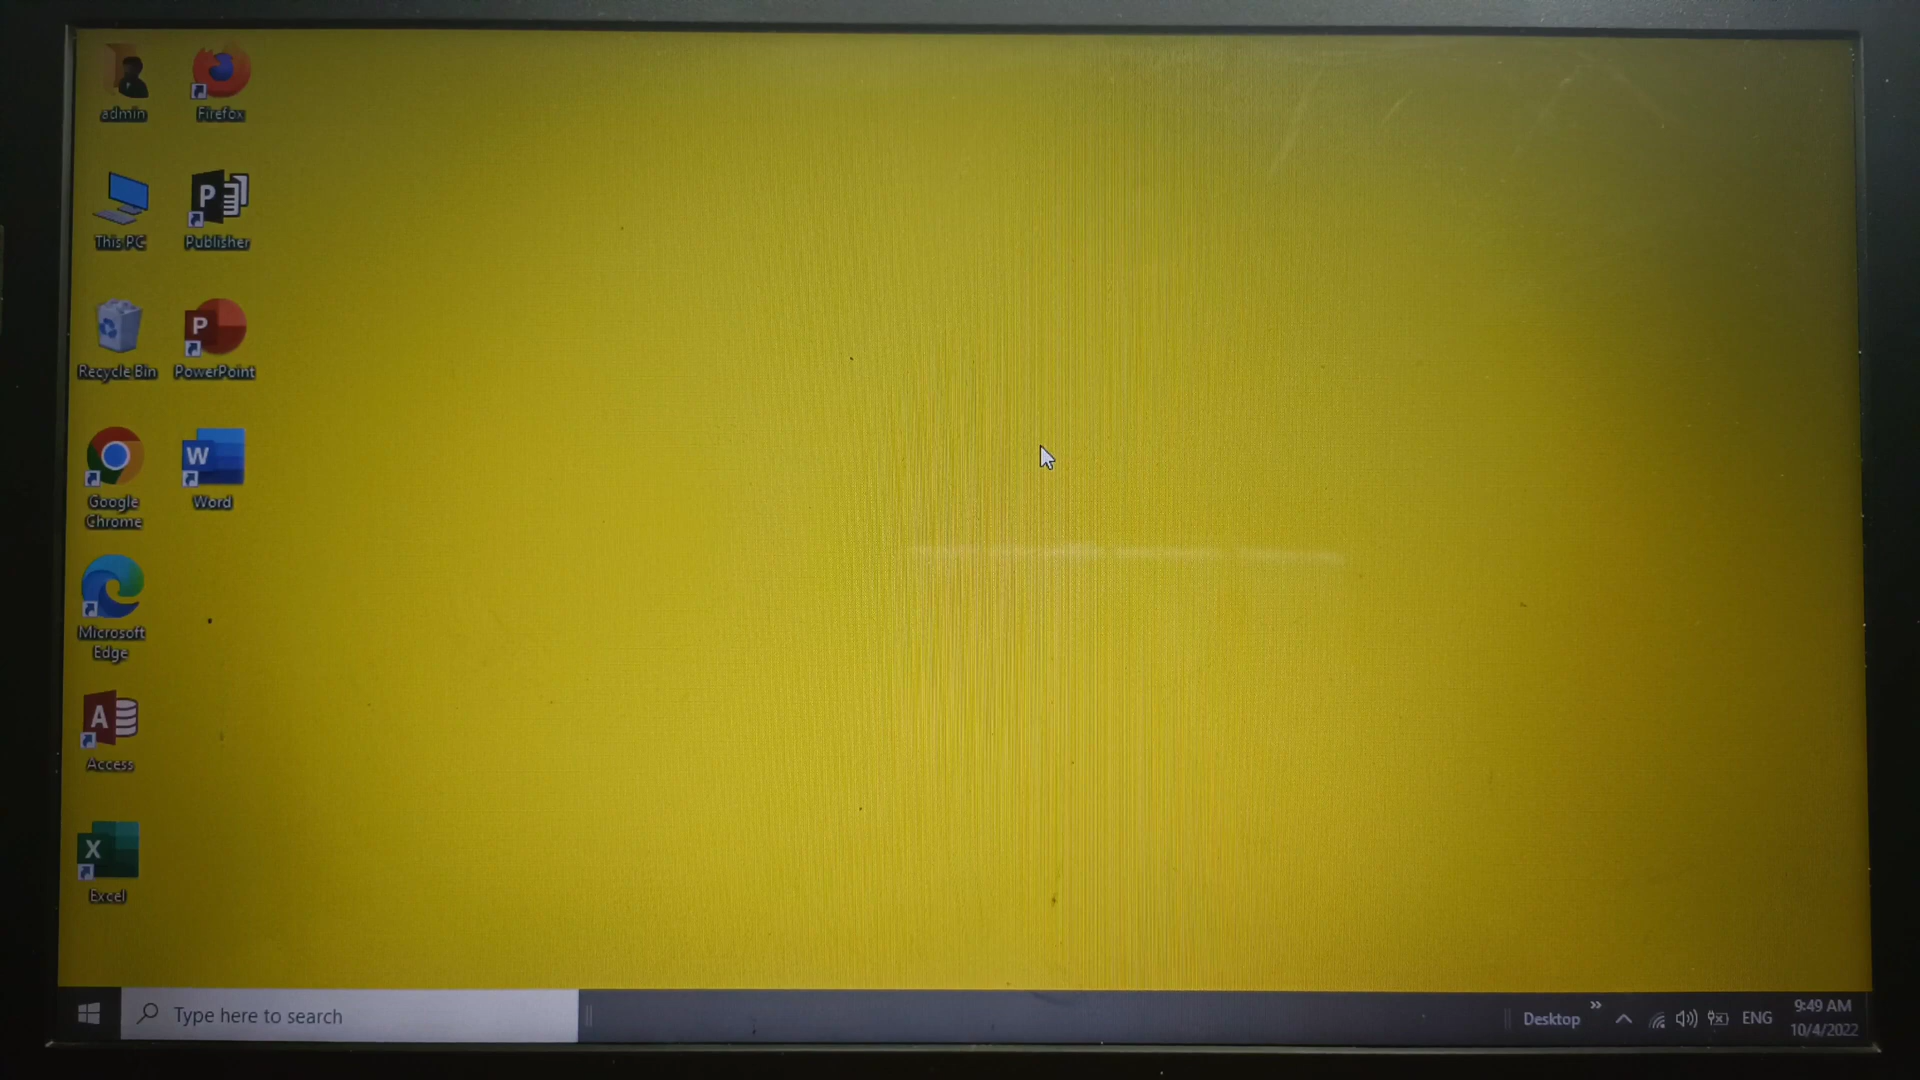 admin
Firefox
This PC
Publisher
Recycle Bin
PowerPoint
Google
Chrome
Word
Microsoft
Edge
Access
Excel
Type here to search
Desktop
ENG
9:49 AM
10/4/2022